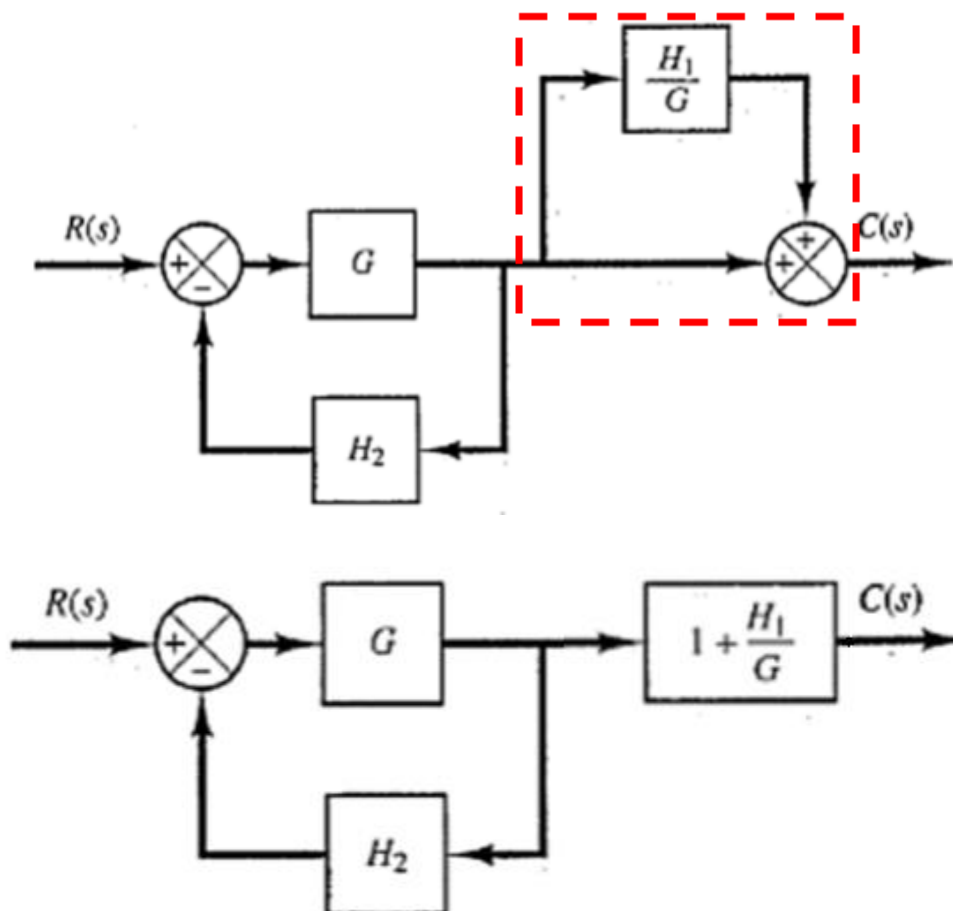 H₁
G
R(s)
+
−
G
+
+
C(s)
H₂
R(s)
+
−
G
1 + H₁
G
C(s)
H₂